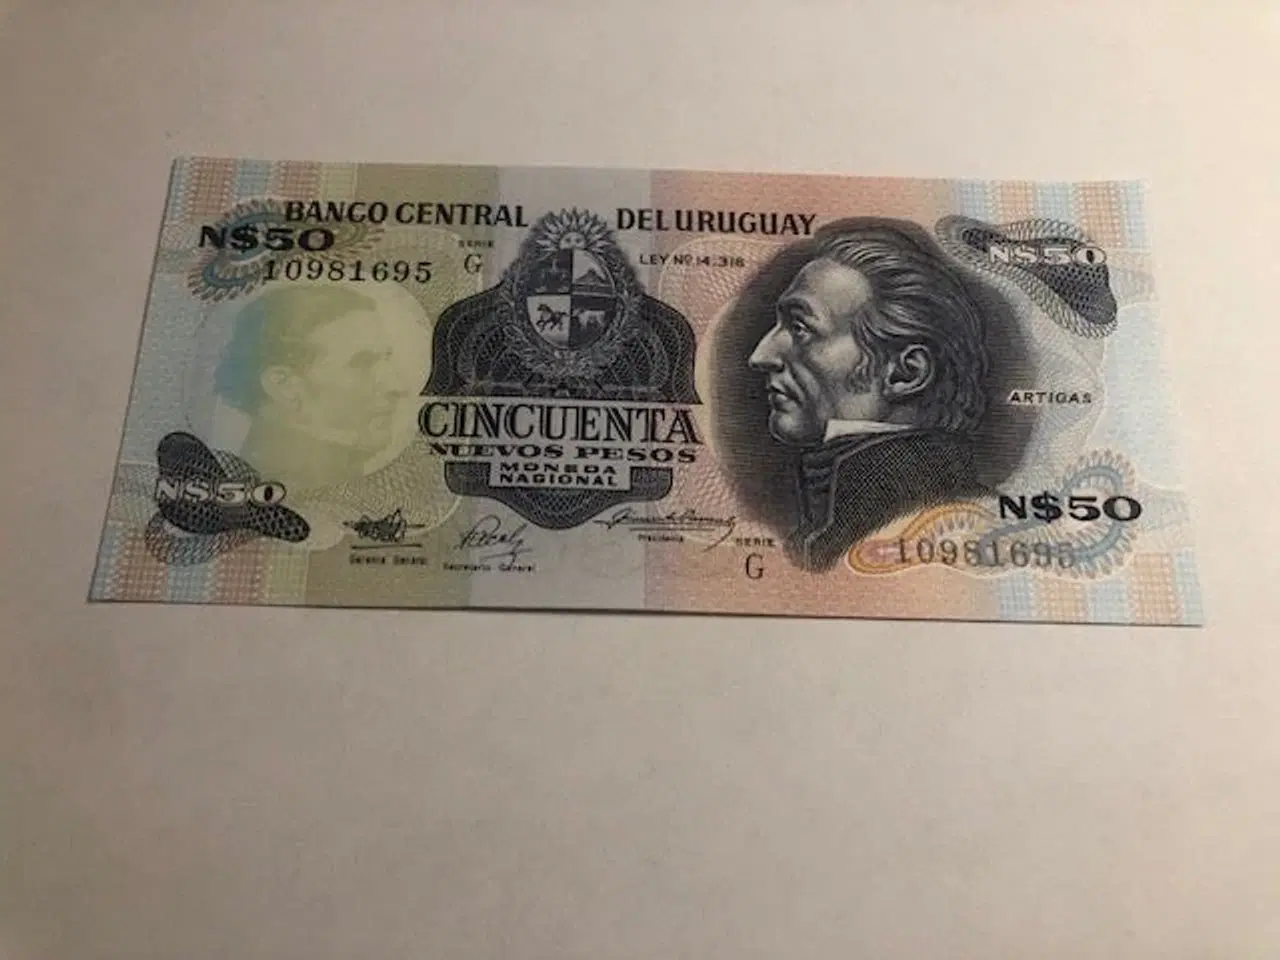 BANCO CENTRAL DEL URUGUAY
N$50
10981695
SERIE
G
LEY Nº 14.316
N$50
ARTIGAS
CINCUENTA
NUEVOS PESOS
MONEDA
NACIONAL
N$50
Gerente General
Secretario General
Presidente
SERIE
G
N$50
10981695